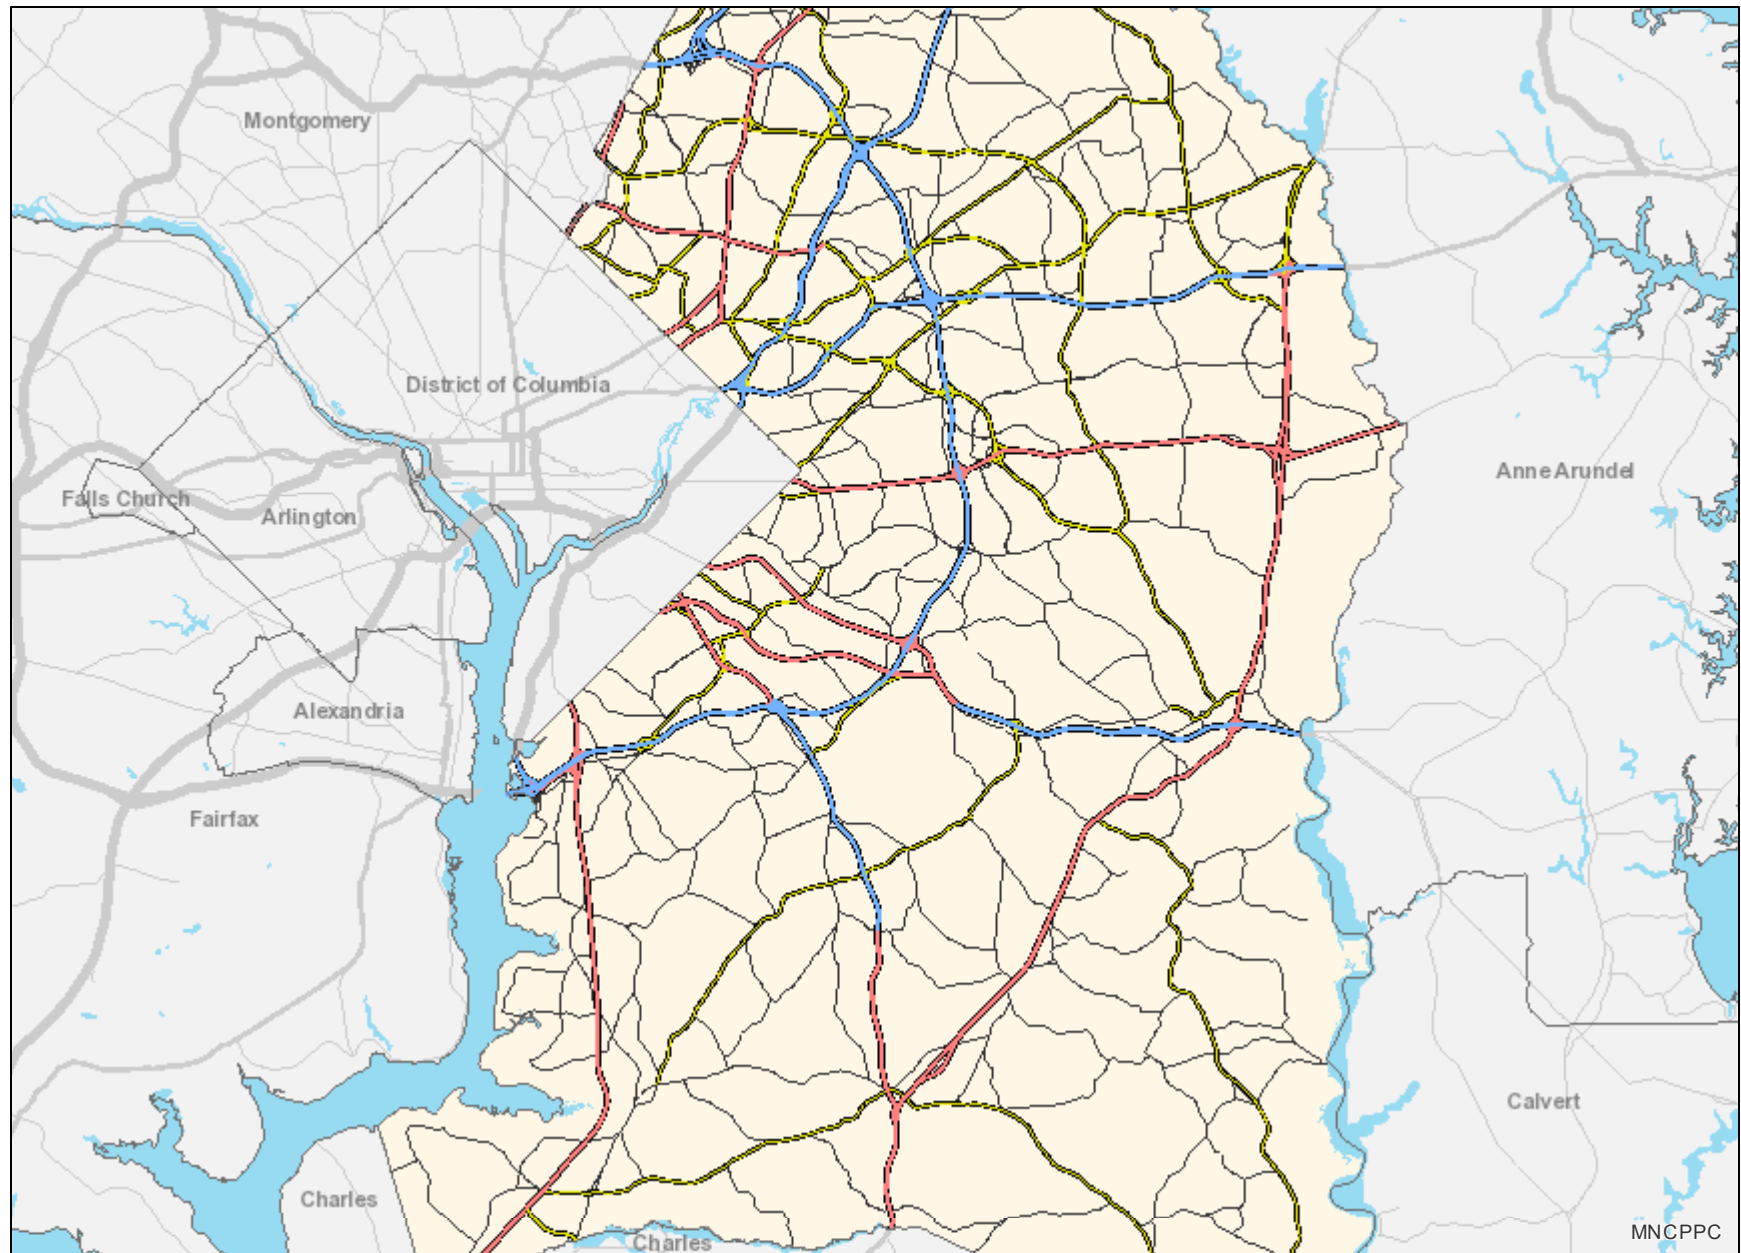 Montgomery
District of Columbia
Falls Church
Arlington
Anne Arundel
Alexandria
Fairfax
Calvert
Charles
Charles
MNCPPC